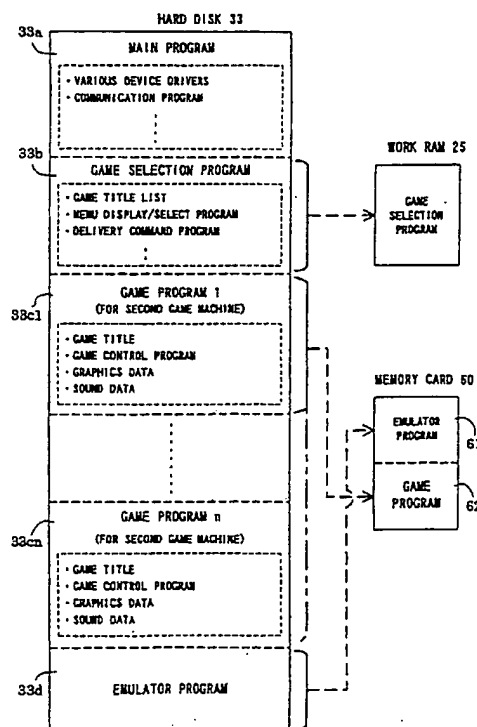 HARD DISK 33
33a
MAIN PROGRAM
• VARIOUS DEVICE DRIVERS
• COMMUNICATION PROGRAM
33b
GAME SELECTION PROGRAM
• GAME TITLE LIST
• MENU DISPLAY/SELECT PROGRAM
• DELIVERY COMMAND PROGRAM
WORK RAM 25
GAME
SELECTION
PROGRAM
33c1
GAME PROGRAM 1
(FOR SECOND GAME MACHINE)
• GAME TITLE
• GAME CONTROL PROGRAM
• GRAPHICS DATA
• SOUND DATA
MEMORY CARD 60
EMULATOR
PROGRAM
61
GAME
PROGRAM
62
33cn
GAME PROGRAM n
(FOR SECOND GAME MACHINE)
• GAME TITLE
• GAME CONTROL PROGRAM
• GRAPHICS DATA
• SOUND DATA
33d
EMULATOR PROGRAM